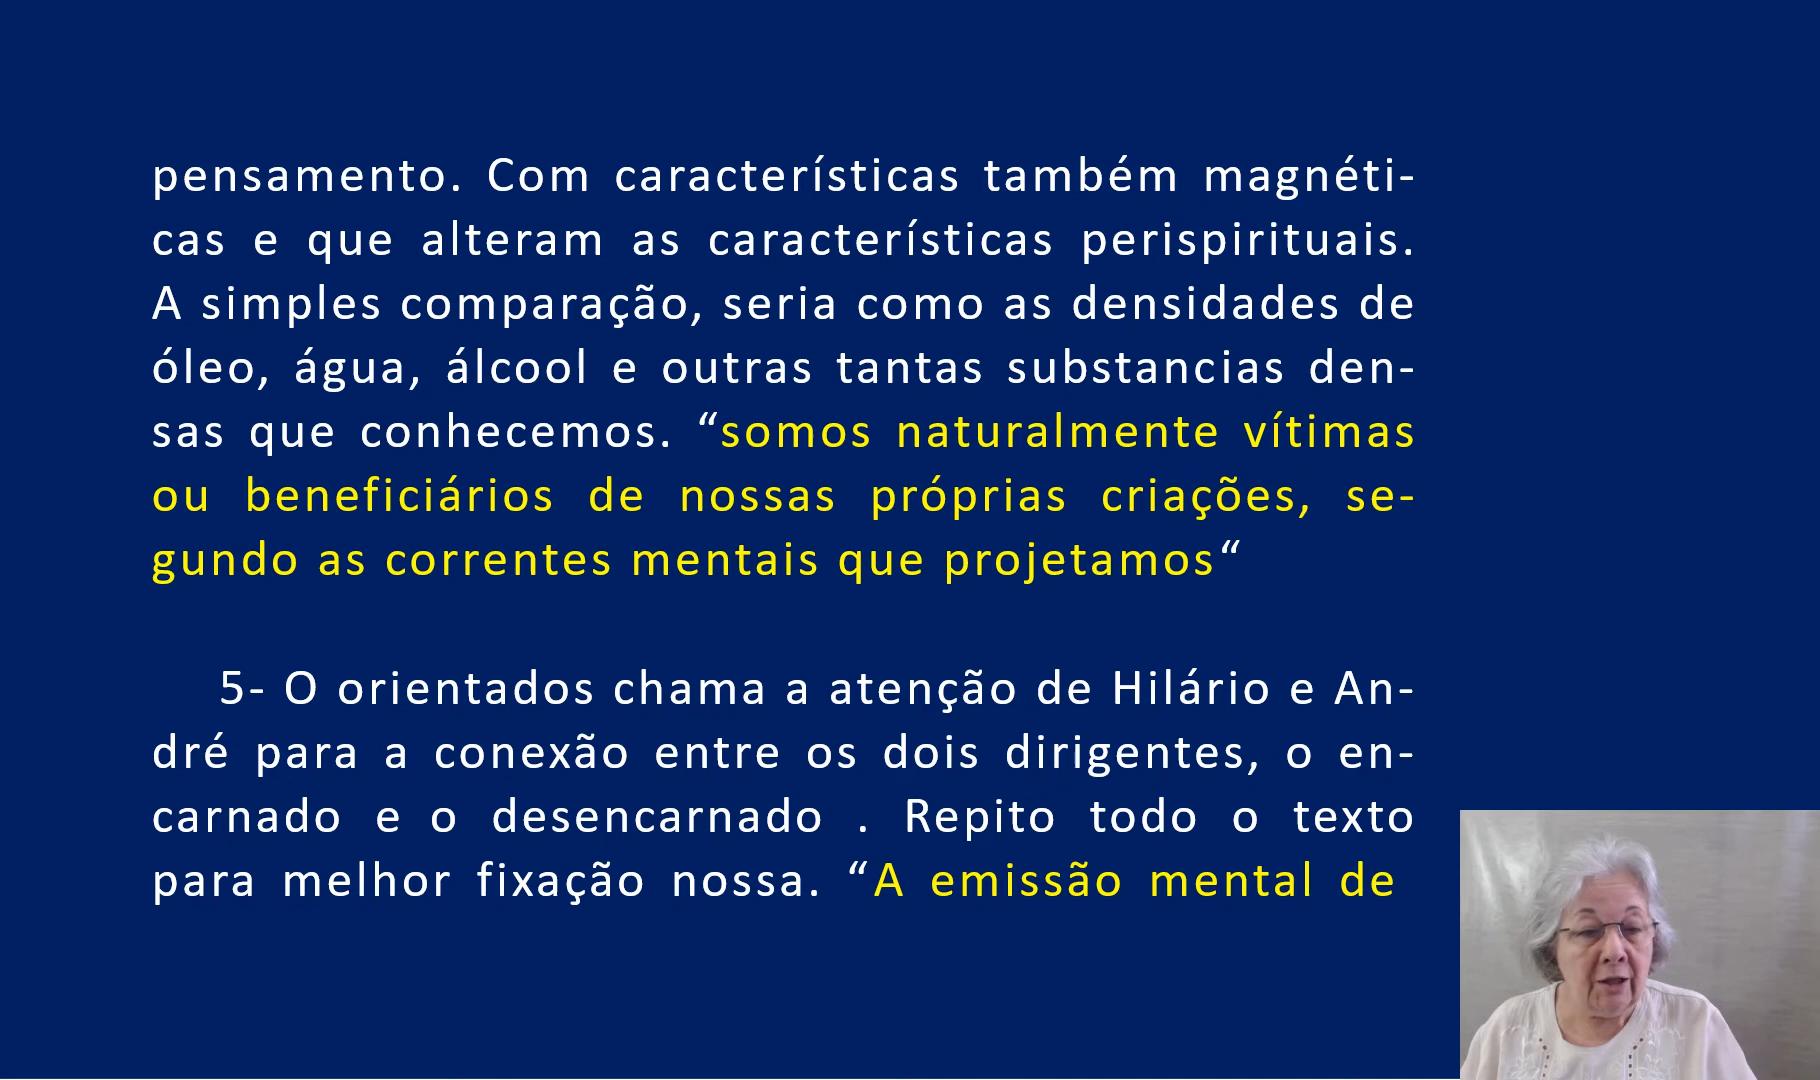 pensamento. Com características também magnéti-
cas e que alteram as características perispirituais.
A simples comparação, seria como as densidades de
óleo, água, álcool e outras tantas substancias den-
sas que conhecemos. “somos naturalmente vítimas
ou beneficiários de nossas próprias criações, se-
gundo as correntes mentais que projetamos“
5- O orientados chama a atenção de Hilário e An-
dré para a conexão entre os dois dirigentes, o en-
carnado e o desencarnado . Repito todo o texto
para melhor fixação nossa. “A emissão mental de